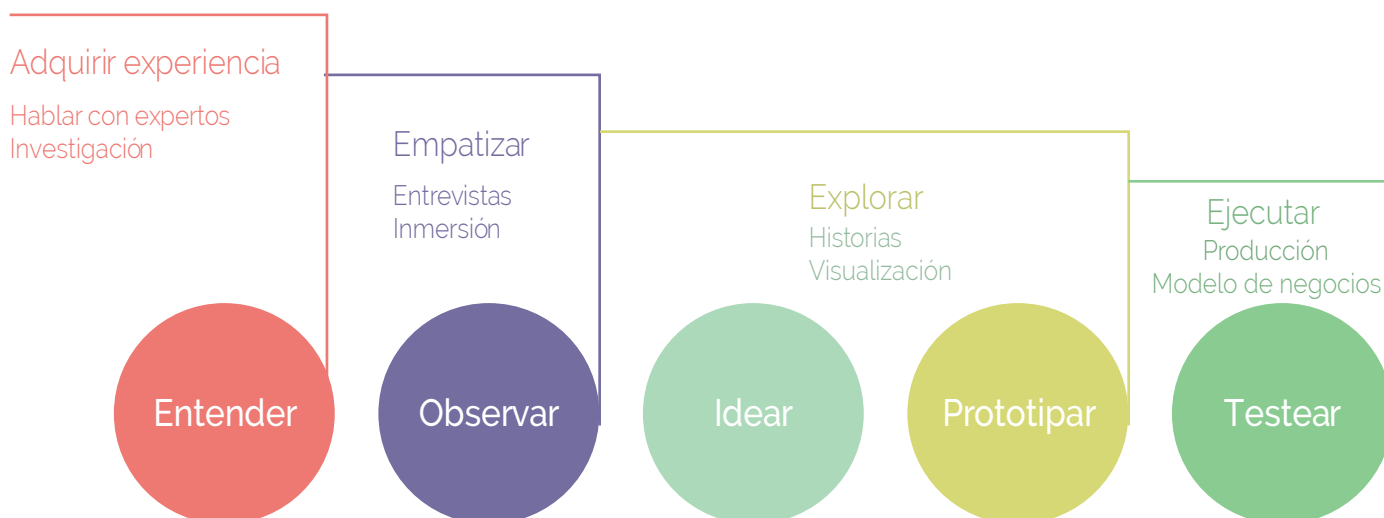 Adquirir experiencia
Hablar con expertos
Investigación
Empatizar
Entrevistas
Inmersión
Explorar
Historias
Visualización
Ejecutar
Producción
Modelo de negocios
Entender
Observar
Idear
Prototipar
Testear